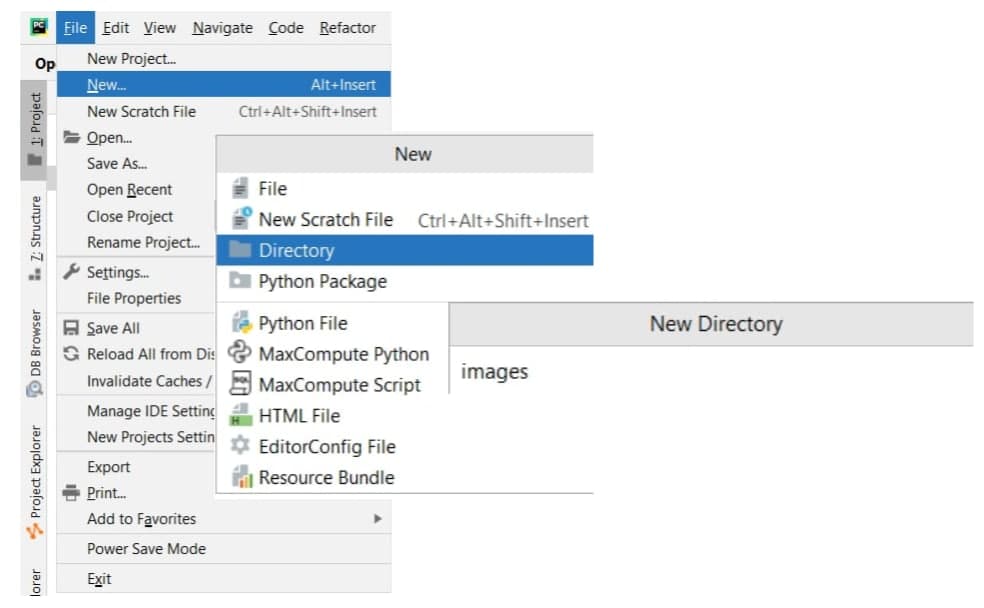 PC File Edit View Navigate Code Refactor
Op
New Project...
New... Alt+Insert
New Scratch File Ctrl+Alt+Shift+Insert
Open...
Save As...
Open Recent
Close Project
Rename Project...
Settings...
File Properties
Save All
Reload All from Dis
Invalidate Caches /
Manage IDE Setting
New Projects Settin
Export
Print...
Add to Favorites
Power Save Mode
Exit
1: Project
7: Structure
DB Browser
Project Explorer
lorer
New
File
New Scratch File Ctrl+Alt+Shift+Insert
Directory
Python Package
Python File
MaxCompute Python
MaxCompute Script
HTML File
EditorConfig File
Resource Bundle
New Directory
images